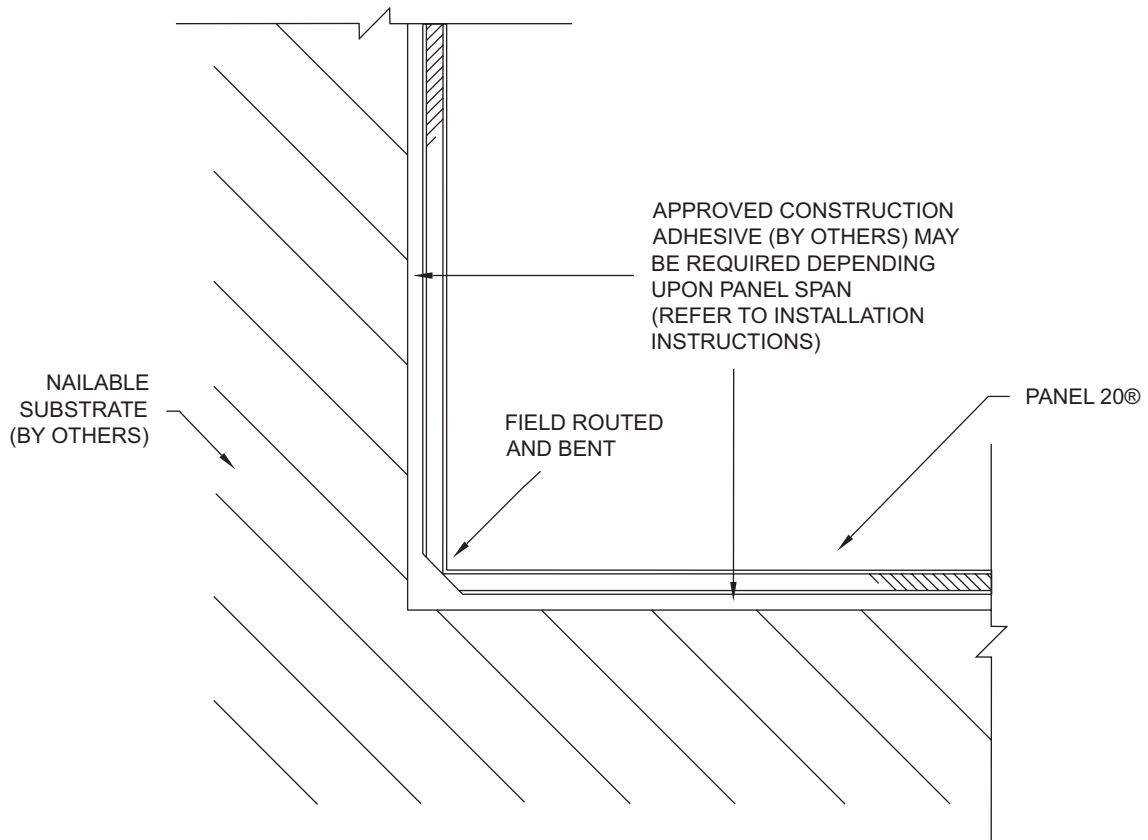 APPROVED CONSTRUCTION
ADHESIVE (BY OTHERS) MAY
BE REQUIRED DEPENDING
UPON PANEL SPAN
(REFER TO INSTALLATION
INSTRUCTIONS)
NAILABLE
SUBSTRATE
(BY OTHERS)
FIELD ROUTED
AND BENT
PANEL 20®